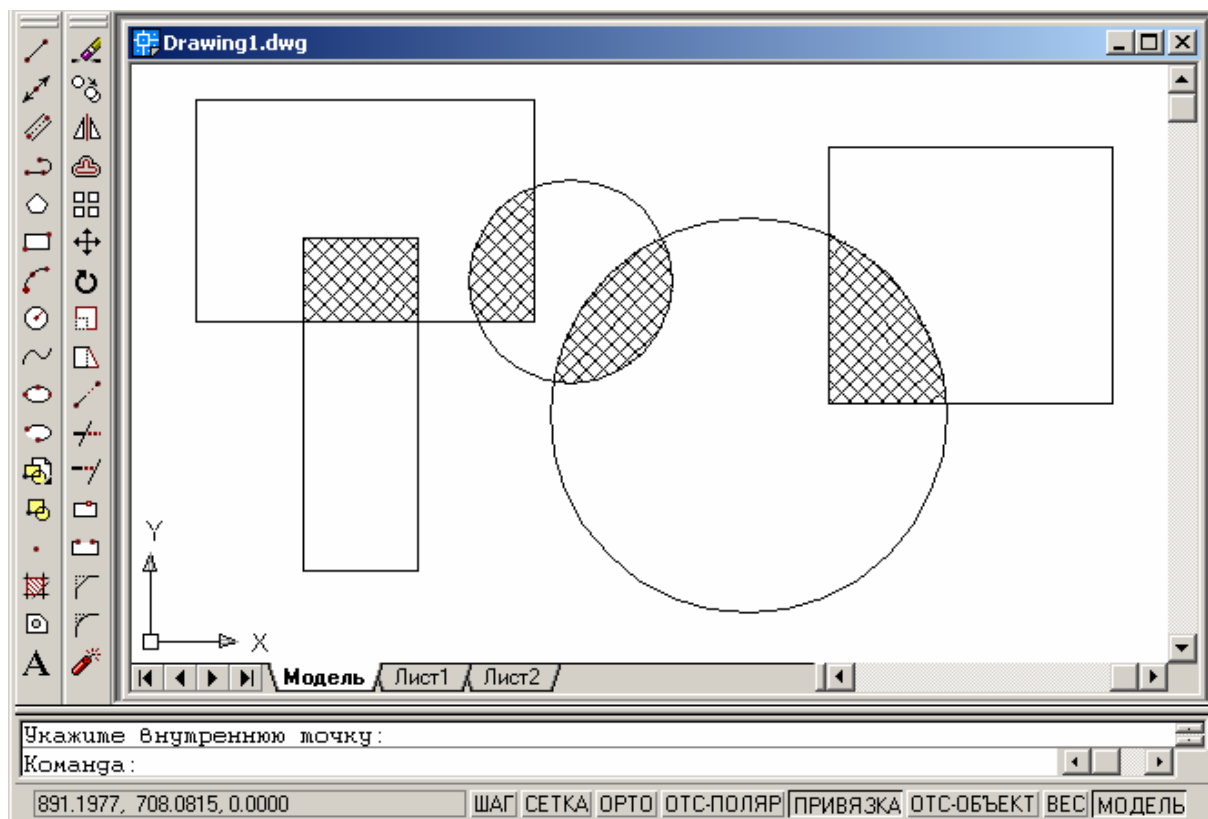 Drawing1.dwg
Y
X
A
Модель Лист1 Лист2
Укажите внутреннюю точку:
Команда:
891.1977, 708.0815, 0.0000 ШАГ СЕТКА ОРТО ОТС-ПОЛЯР ПРИВЯЗКА ОТС-ОБЪЕКТ ВЕС МОДЕЛЬ